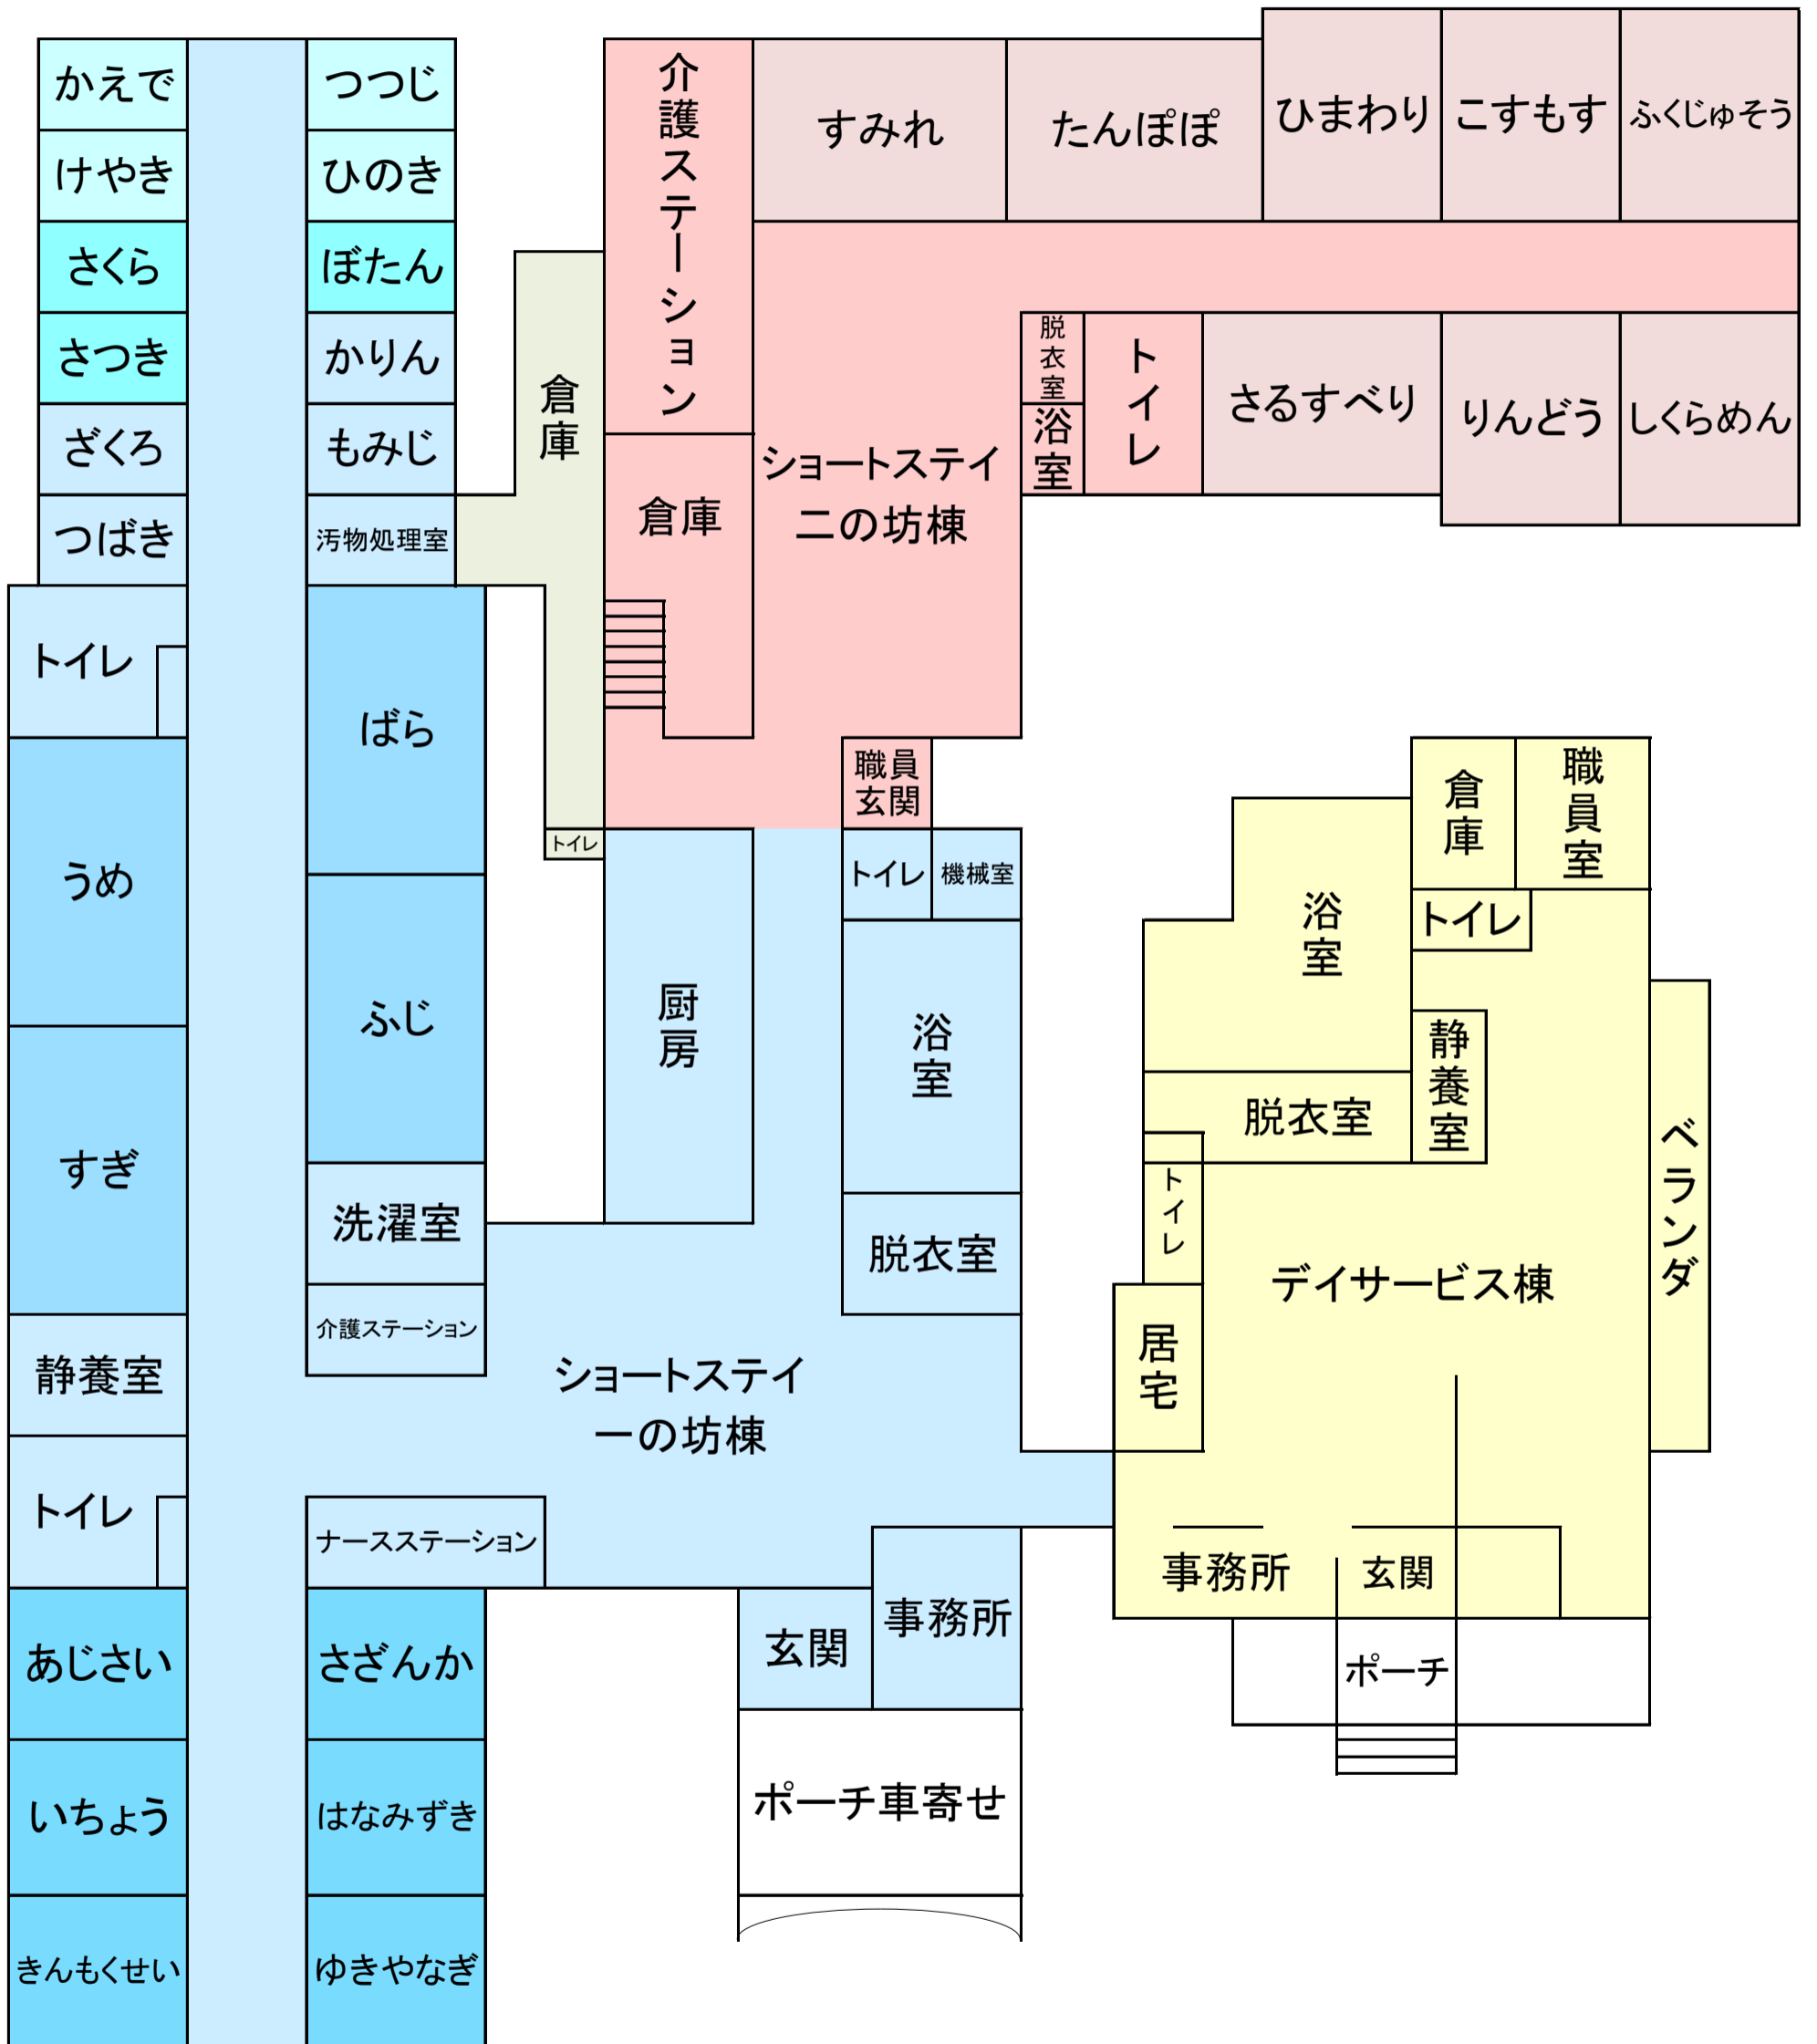 かえで
つつじ
けやき
ひのき
さくら
ぼたん
さつき
かりん
ざくろ
もみじ
つばき
汚物処理室
トイレ
ばら
うめ
ふじ
すぎ
洗濯室
介護ステーション
静養室
トイレ
ナースステーション
あじさい
さざんか
いちょう
はなみずき
きんもくせい
ゆきやなぎ
倉庫
トイレ
介護ステーション
すみれ
たんぽぽ
ひまわり
こすもす
ふくじゅそう
脱衣室
浴室
トイレ
さるすべり
りんどう
しくらめん
倉庫
ショートステイ
二の坊棟
職員
玄関
トイレ
機械室
厨房
浴室
脱衣室
ショートステイ
一の坊棟
玄関
事務所
ポーチ車寄せ
倉庫
職員室
トイレ
浴室
静養室
脱衣室
トイレ
ベランダ
デイサービス棟
居宅
事務所
玄関
ポーチ